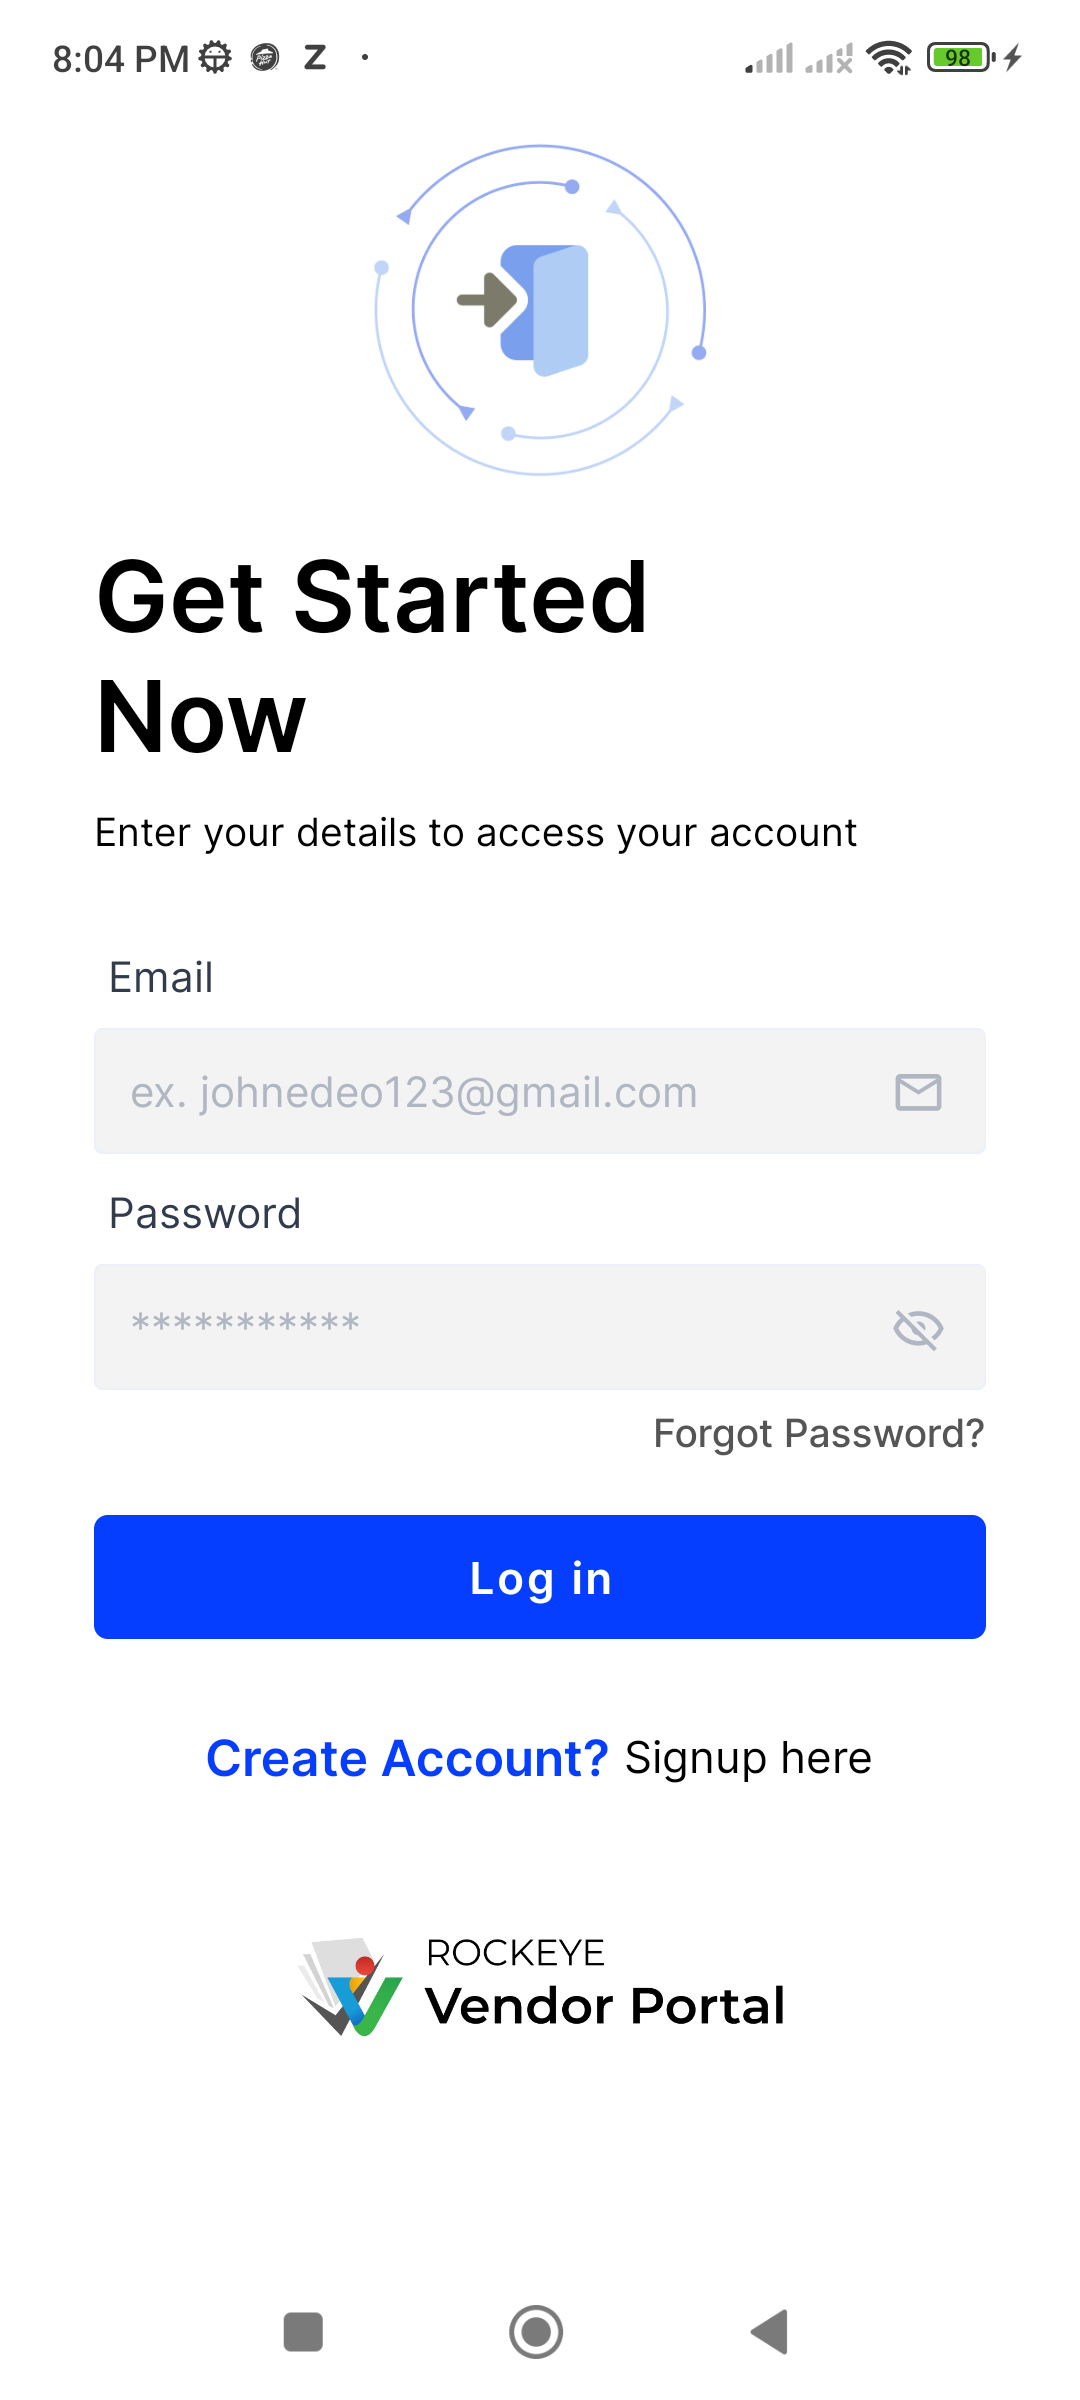 8:04 PM
Z
98
Get Started
Now
Enter your details to access your account
Email
ex. johnedeo123@gmail.com
Password
***********
Forgot Password?
Log in
Create Account? Signup here
ROCKEYE
Vendor Portal